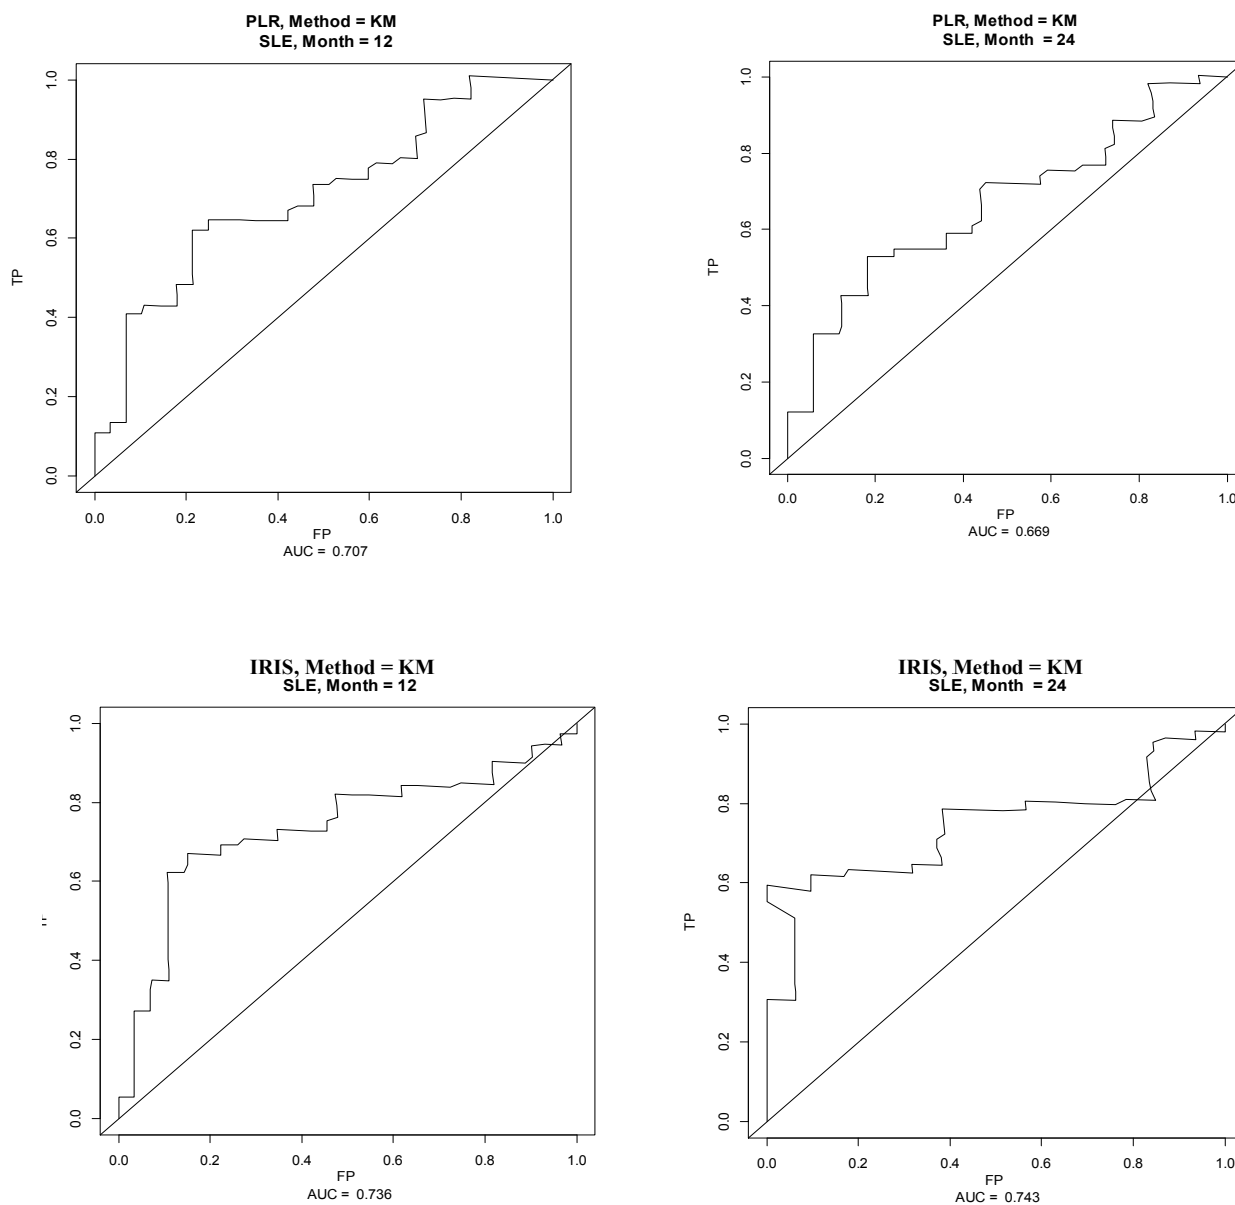 PLR, Method = KM
SLE, Month = 12
TP
1.0
0.8
0.6
0.4
0.2
0.0
0.0 0.2 0.4 0.6 0.8 1.0
FP
AUC = 0.707
PLR, Method = KM
SLE, Month = 24
TP
1.0
0.8
0.6
0.4
0.2
0.0
0.0 0.2 0.4 0.6 0.8 1.0
FP
AUC = 0.669
IRIS, Method = KM
SLE, Month = 12
1.0
0.8
0.6
0.4
0.2
0.0
0.0 0.2 0.4 0.6 0.8 1.0
FP
AUC = 0.736
IRIS, Method = KM
SLE, Month = 24
TP
1.0
0.8
0.6
0.4
0.2
0.0
0.0 0.2 0.4 0.6 0.8 1.0
FP
AUC = 0.743